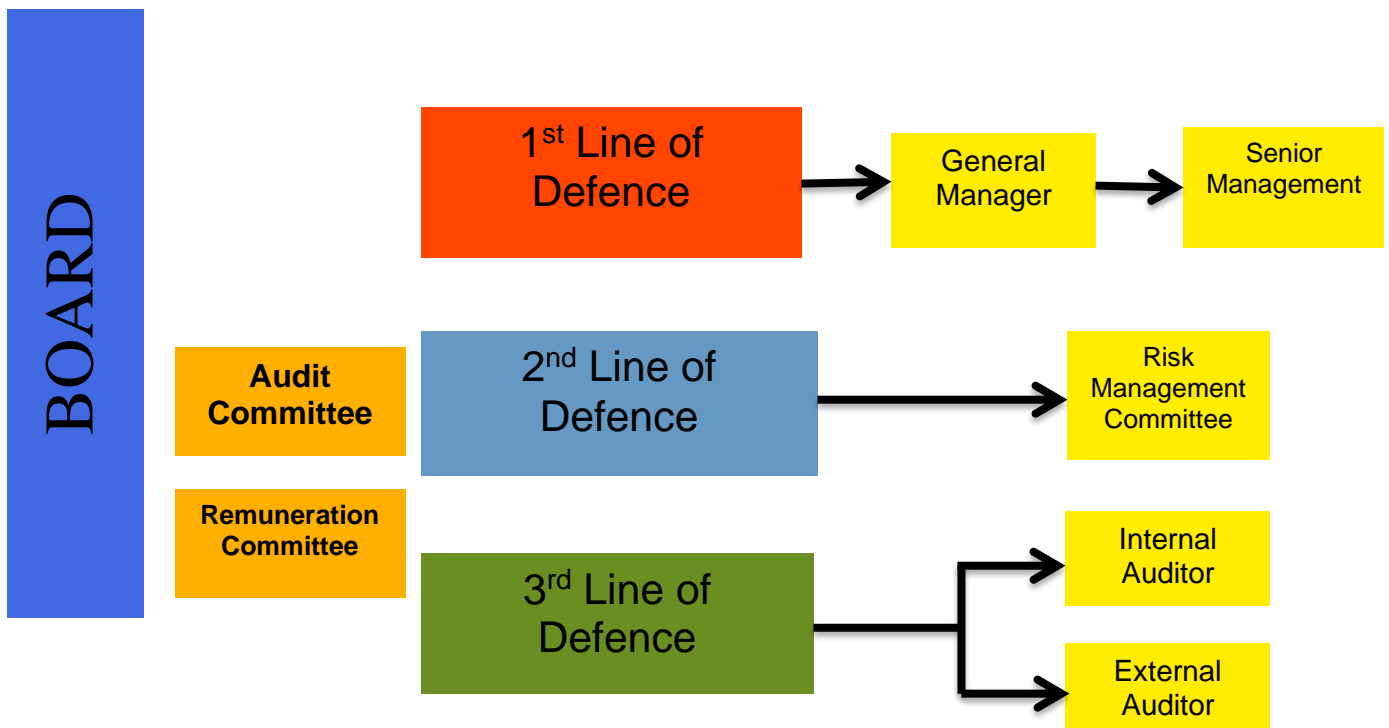 BOARD
1st Line of
Defence
General
Manager
Senior
Management
Audit
Committee
2nd Line of
Defence
Risk
Management
Committee
Remuneration
Committee
3rd Line of
Defence
Internal
Auditor
External
Auditor